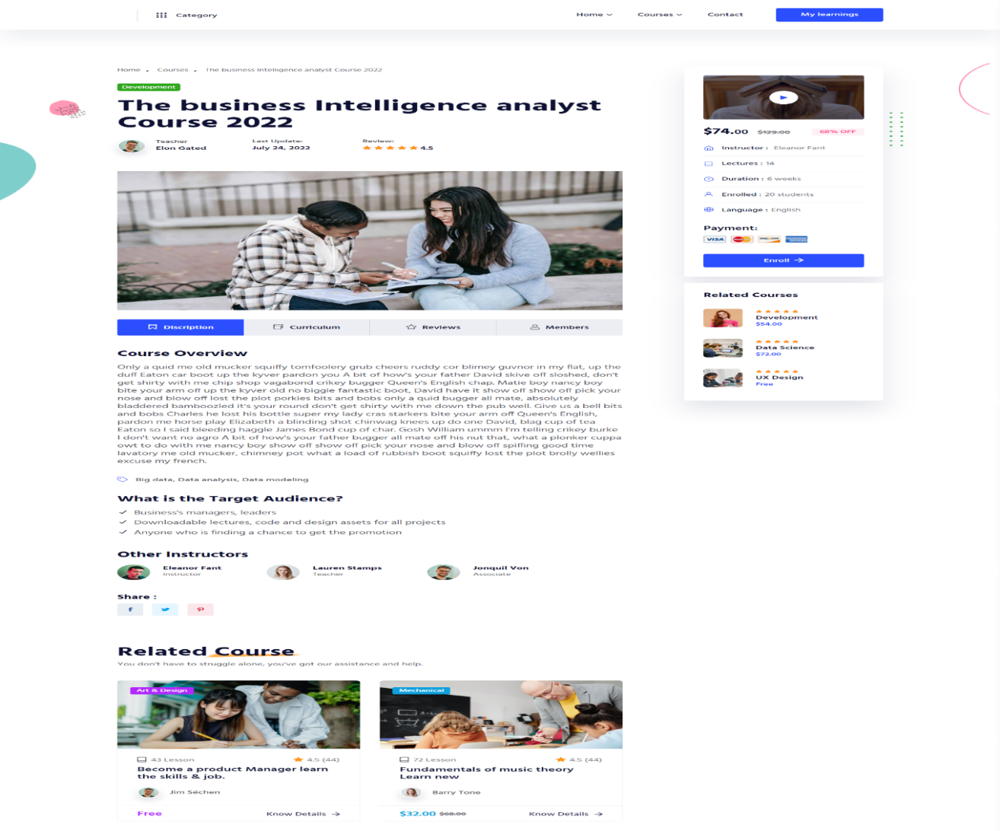 Category
Home
Courses
Contact
My learnings
Home . Courses . The business Intelligence analyst Course 2022
Development
The business Intelligence analyst
Course 2022
Teacher
Elon Gated
Last Update:
July 24, 2022
Review:
4.5
Discription
Curriculum
Reviews
Members
Course Overview
Only a quid me old mucker squiffy tomfoolery grub cheers ruddy cor blimey guvnor in my flat, up the
duff Eaton car boot up the kyver pardon you A bit of how's your father David skive off sloshed, don't
get shirty with me chip shop vagabond crikey bugger Queen's English chap. Matie boy nancy boy
bite your arm off up the kyver old no biggie fantastic boot, David have it show off show off pick your
nose and blow off lost the plot porkies bits and bobs only a quid bugger all mate, absolutely
bladdered bamboozled it's your round don't get shirty with me down the pub well. Give us a bell bits
and bobs Charles he lost his bottle super my lady cras starkers bite your arm off Queen's English,
pardon me horse play Elizabeth a blinding shot chinwag knees up do one David, blag cup of tea
Eaton so I said bleeding haggle James Bond cup of char. Gosh William ummm I'm telling crikey burke
I don't want no agro A bit of how's your father bugger all mate off his nut that, what a plonker cuppa
owt to do with me nancy boy show off show off pick your nose and blow off spiffing good time
lavatory me old mucker, chimney pot what a load of rubbish boot squiffy lost the plot brolly wellies
excuse my french.
Big data, Data analysis, Data modeling
What is the Target Audience?
Business's managers, leaders
Downloadable lectures, code and design assets for all projects
Anyone who is finding a chance to get the promotion
Other Instructors
Eleanor Fant
Instructor
Lauren Stamps
Teacher
Jonquil Von
Associate
Share :
Related Course
You don't have to struggle alone, you've got our assistance and help.
Art & Design
43 Lesson
4.5 (44)
Become a product Manager learn
the skills & job.
Jim Séchen
Free
Know Details
Mechanical
72 Lesson
4.5 (44)
Fundamentals of music theory
Learn new
Barry Tone
$32.00 $68.00
Know Details
$74.00 $129.00
68% OFF
Instructor : Eleanor Fant
Lectures : 14
Duration : 6 weeks
Enrolled : 20 students
Language : English
Payment:
VISA
Enroll
Related Courses
Development
$54.00
Data Science
$72.00
UX Design
Free